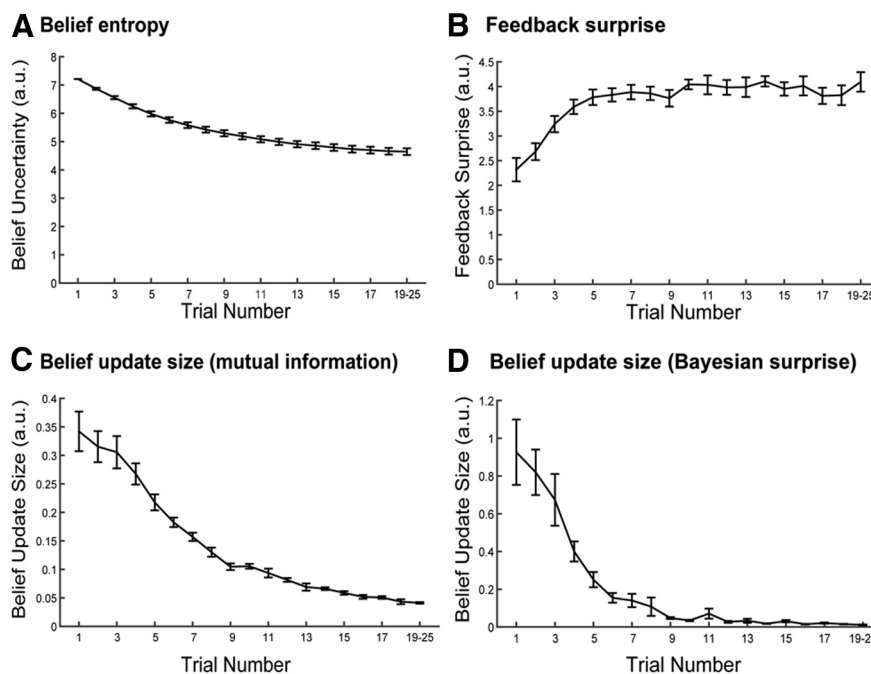 A Belief entropy
Belief Uncertainty (a.u.)
8
7
6
5
4
3
2
1
0
1 3 5 7 9 11 13 15 17 19-25
Trial Number
B Feedback surprise
Feedback Surprise (a.u.)
4.5
4
3.5
3
2.5
2
1.5
1
0.5
0
1 3 5 7 9 11 13 15 17 19-25
Trial Number
C Belief update size (mutual information)
Belief Update Size (a.u.)
0.4
0.35
0.3
0.25
0.2
0.15
0.1
0.05
0
1 3 5 7 9 11 13 15 17 19-25
Trial Number
D Belief update size (Bayesian surprise)
Belief Update Size (a.u.)
1.2
1
0.8
0.6
0.4
0.2
0
1 3 5 7 9 11 13 15 17 19-25
Trial Number